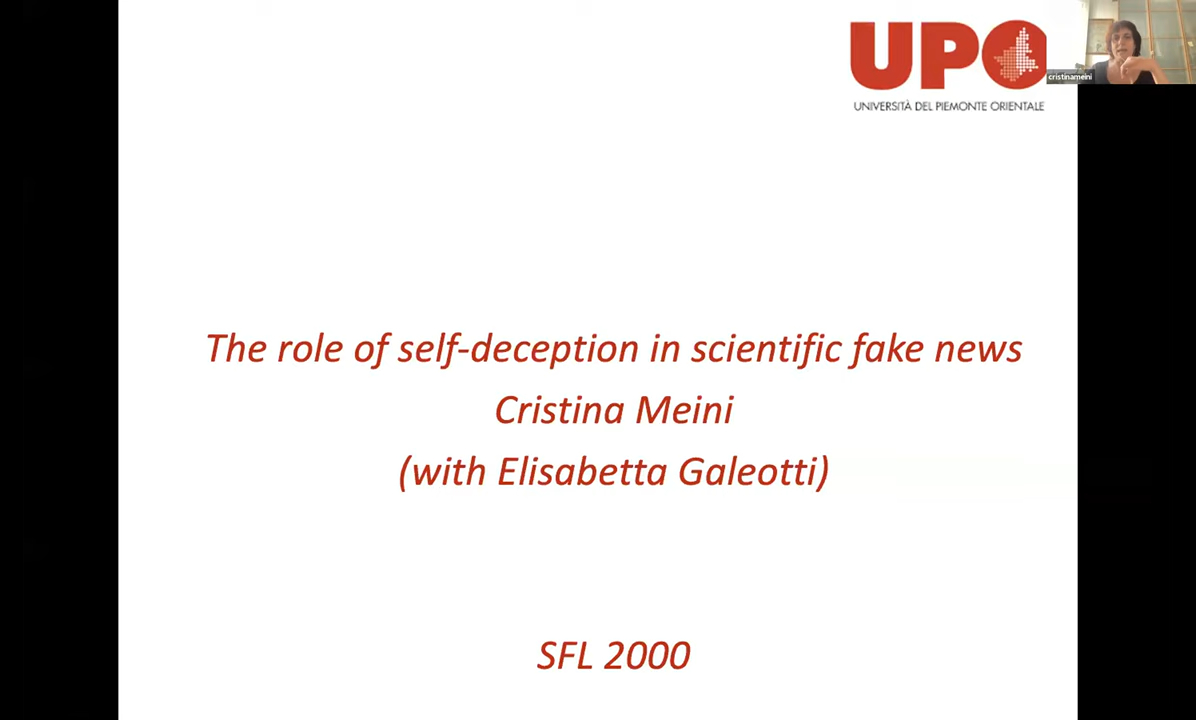 UPO
cristinameini
UNIVERSITÀ DEL PIEMONTE ORIENTALE
The role of self-deception in scientific fake news
Cristina Meini
(with Elisabetta Galeotti)
SFL 2000